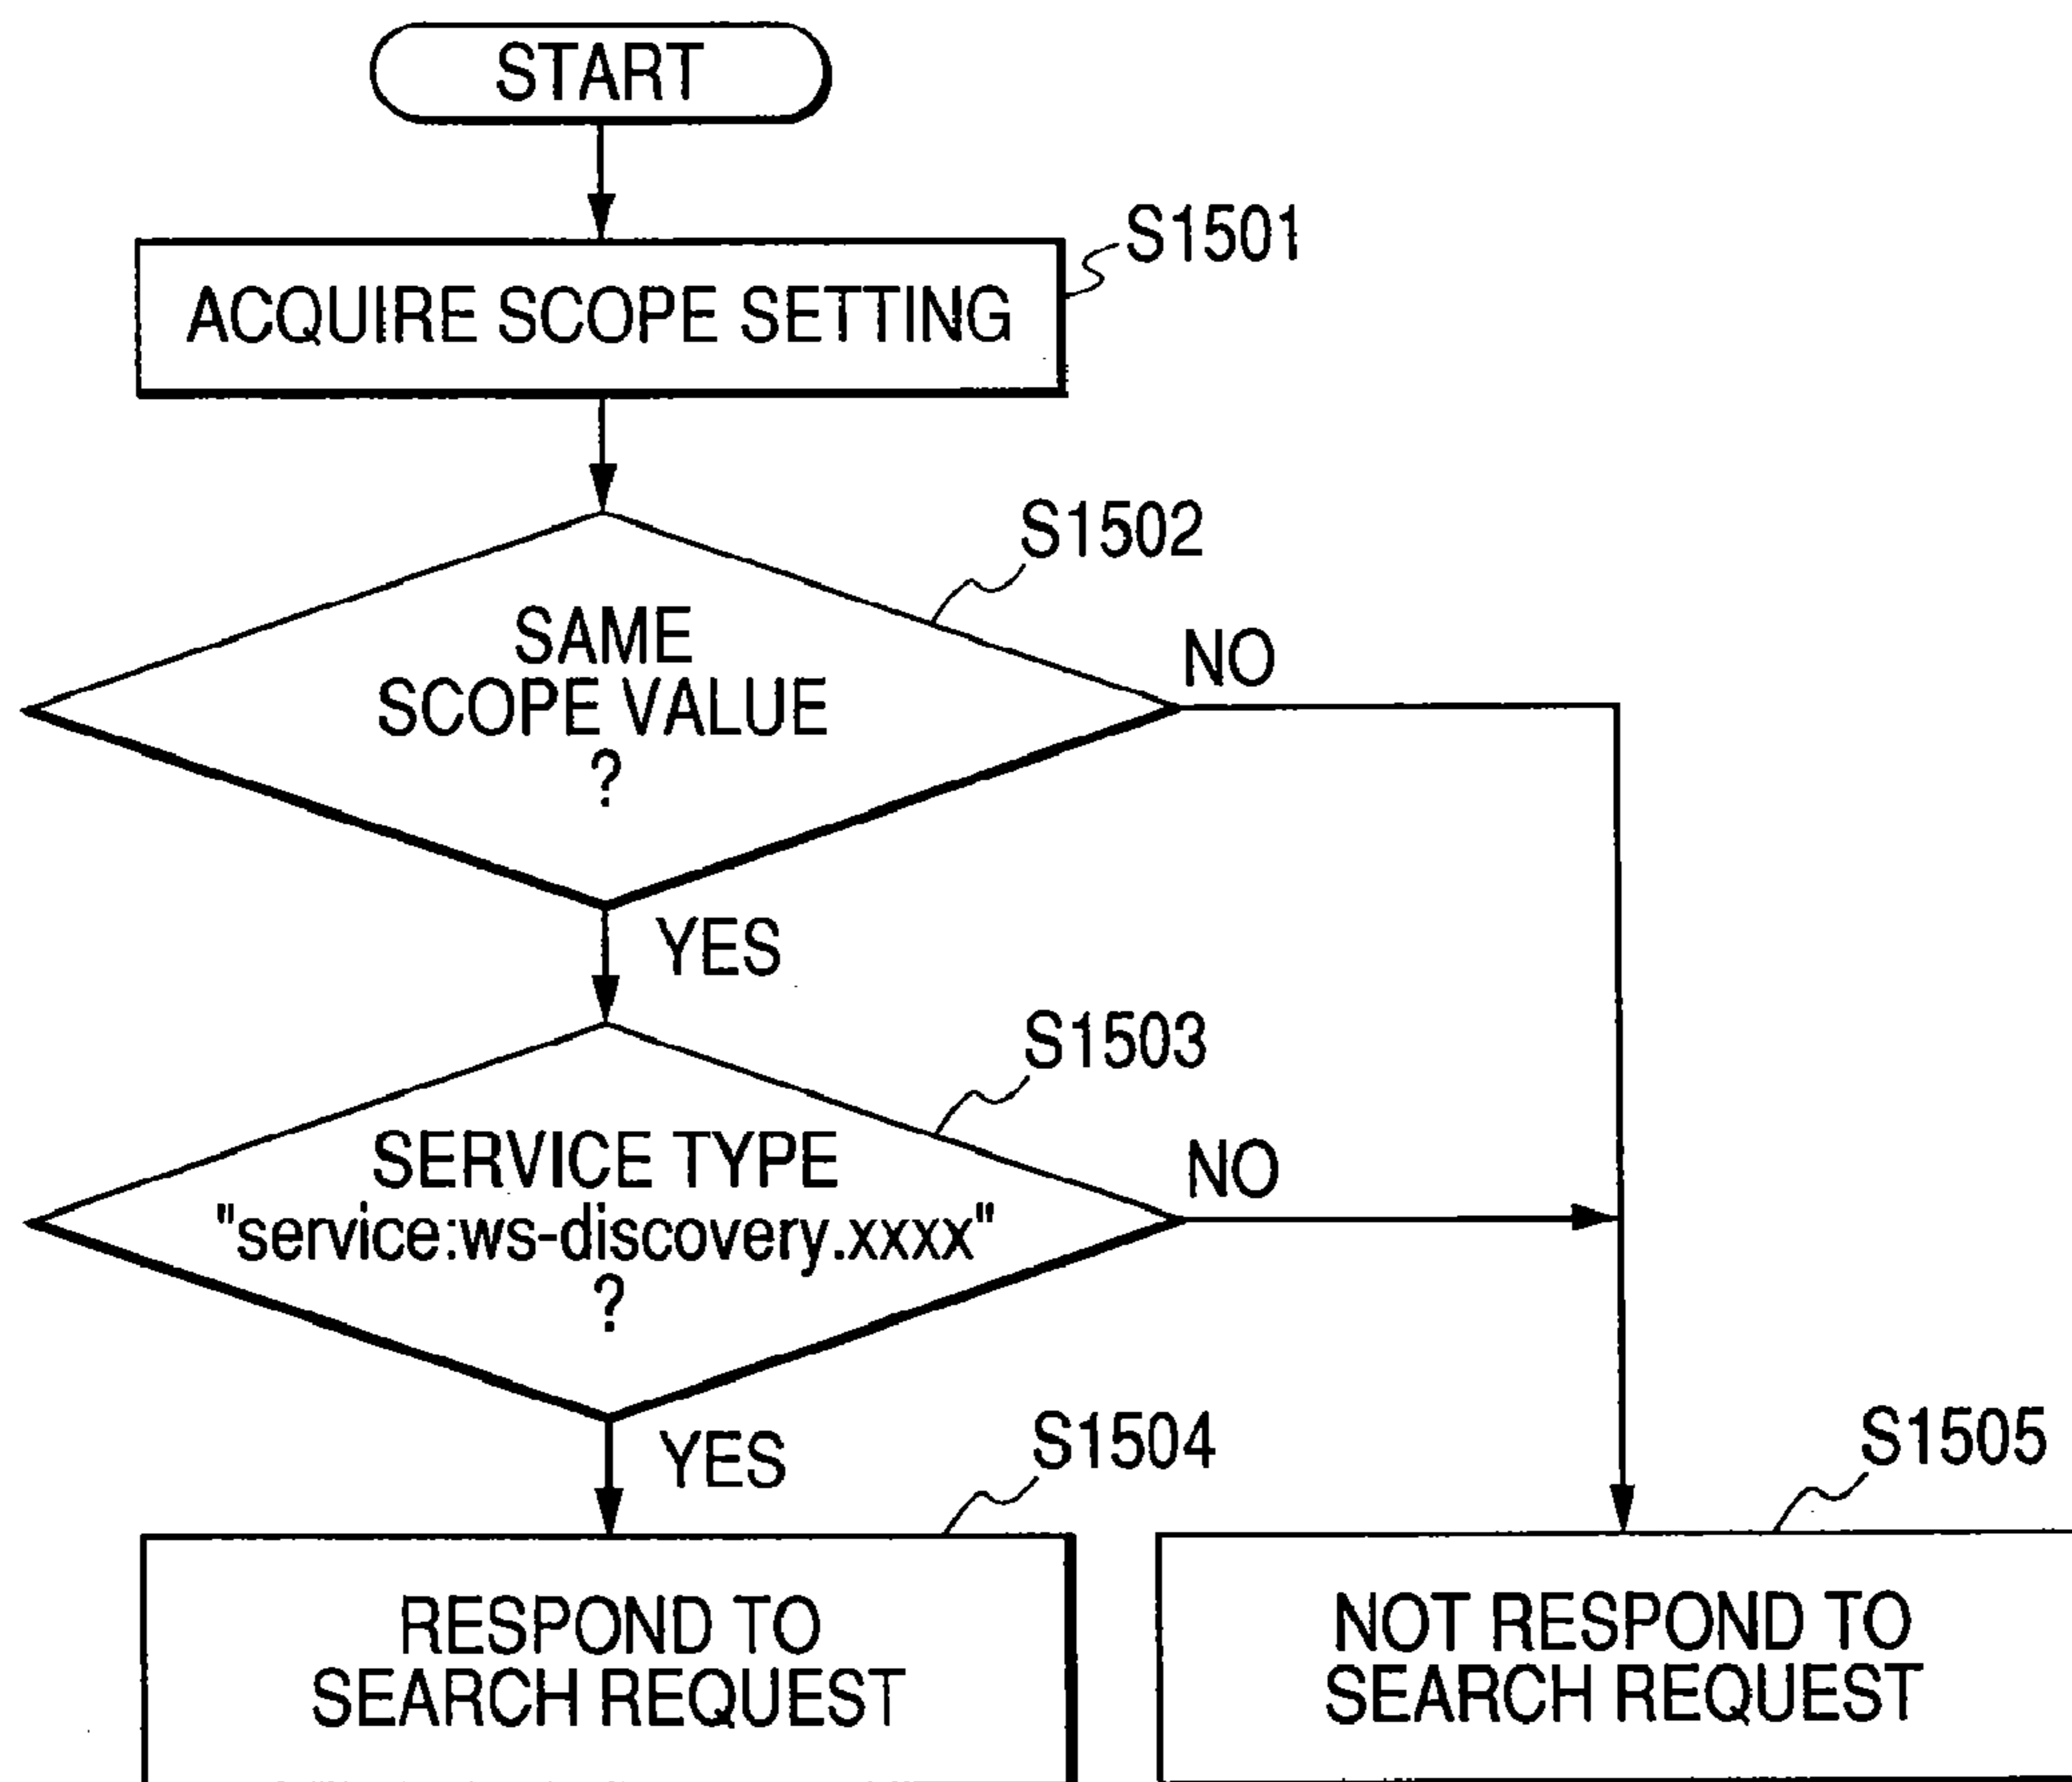 START
S1501
ACQUIRE SCOPE SETTING
S1502
SAME
SCOPE VALUE
?
NO
YES
S1503
SERVICE TYPE
"service:ws-discovery.xxxx"
?
NO
YES
S1504
S1505
RESPOND TO
SEARCH REQUEST
NOT RESPOND TO
SEARCH REQUEST